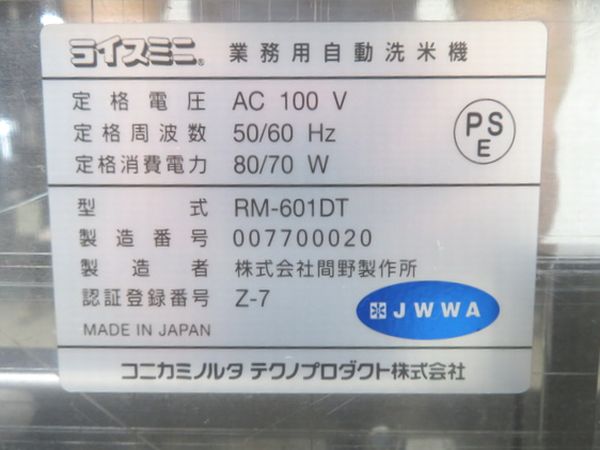 ライスミニ® 業務用自動洗米機
定格電圧 AC 100 V
定格周波数 50/60 Hz
定格消費電力 80/70 W
PS
E
型式 RM-601DT
製造番号 007700020
製造者 株式会社間野製作所
認証登録番号 Z-7
JWWA
MADE IN JAPAN
コニカミノルタ テクノプロダクト株式会社